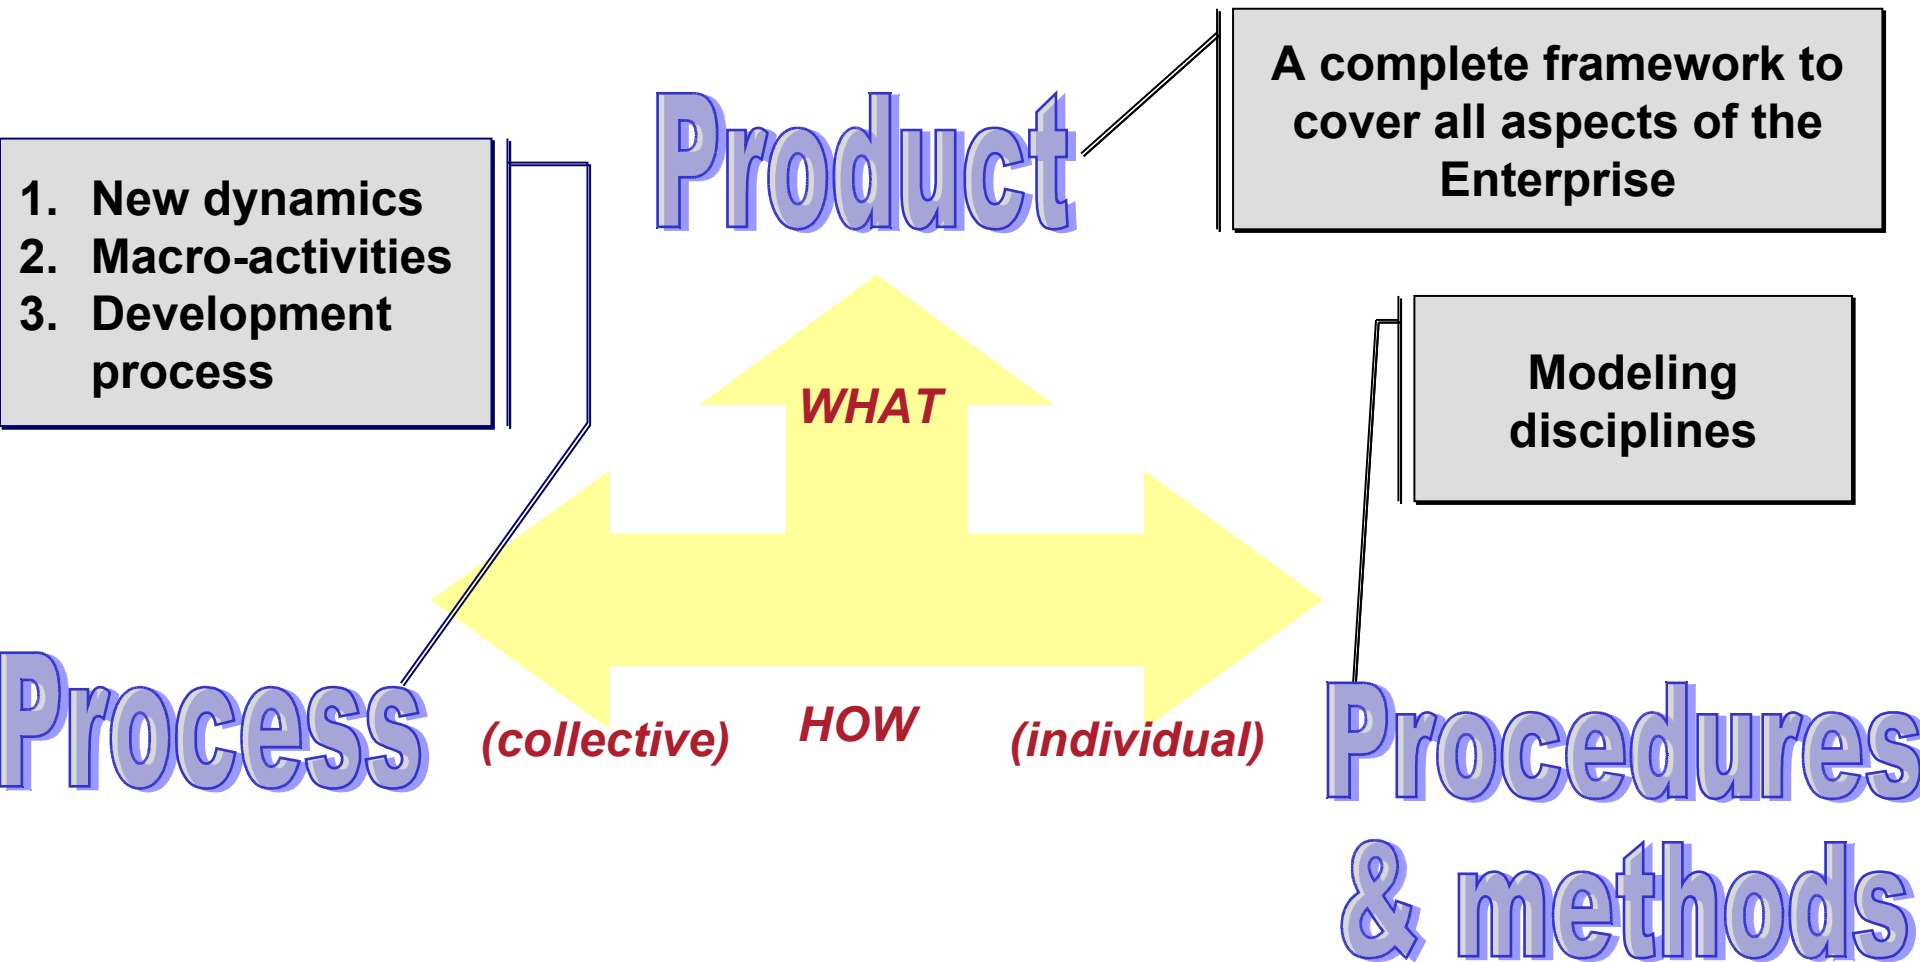 A complete framework to
cover all aspects of the
Enterprise
Product
1. New dynamics
2. Macro-activities
3. Development
process
Modeling
disciplines
WHAT
Process
(collective)
HOW
(individual)
Procedures
& methods